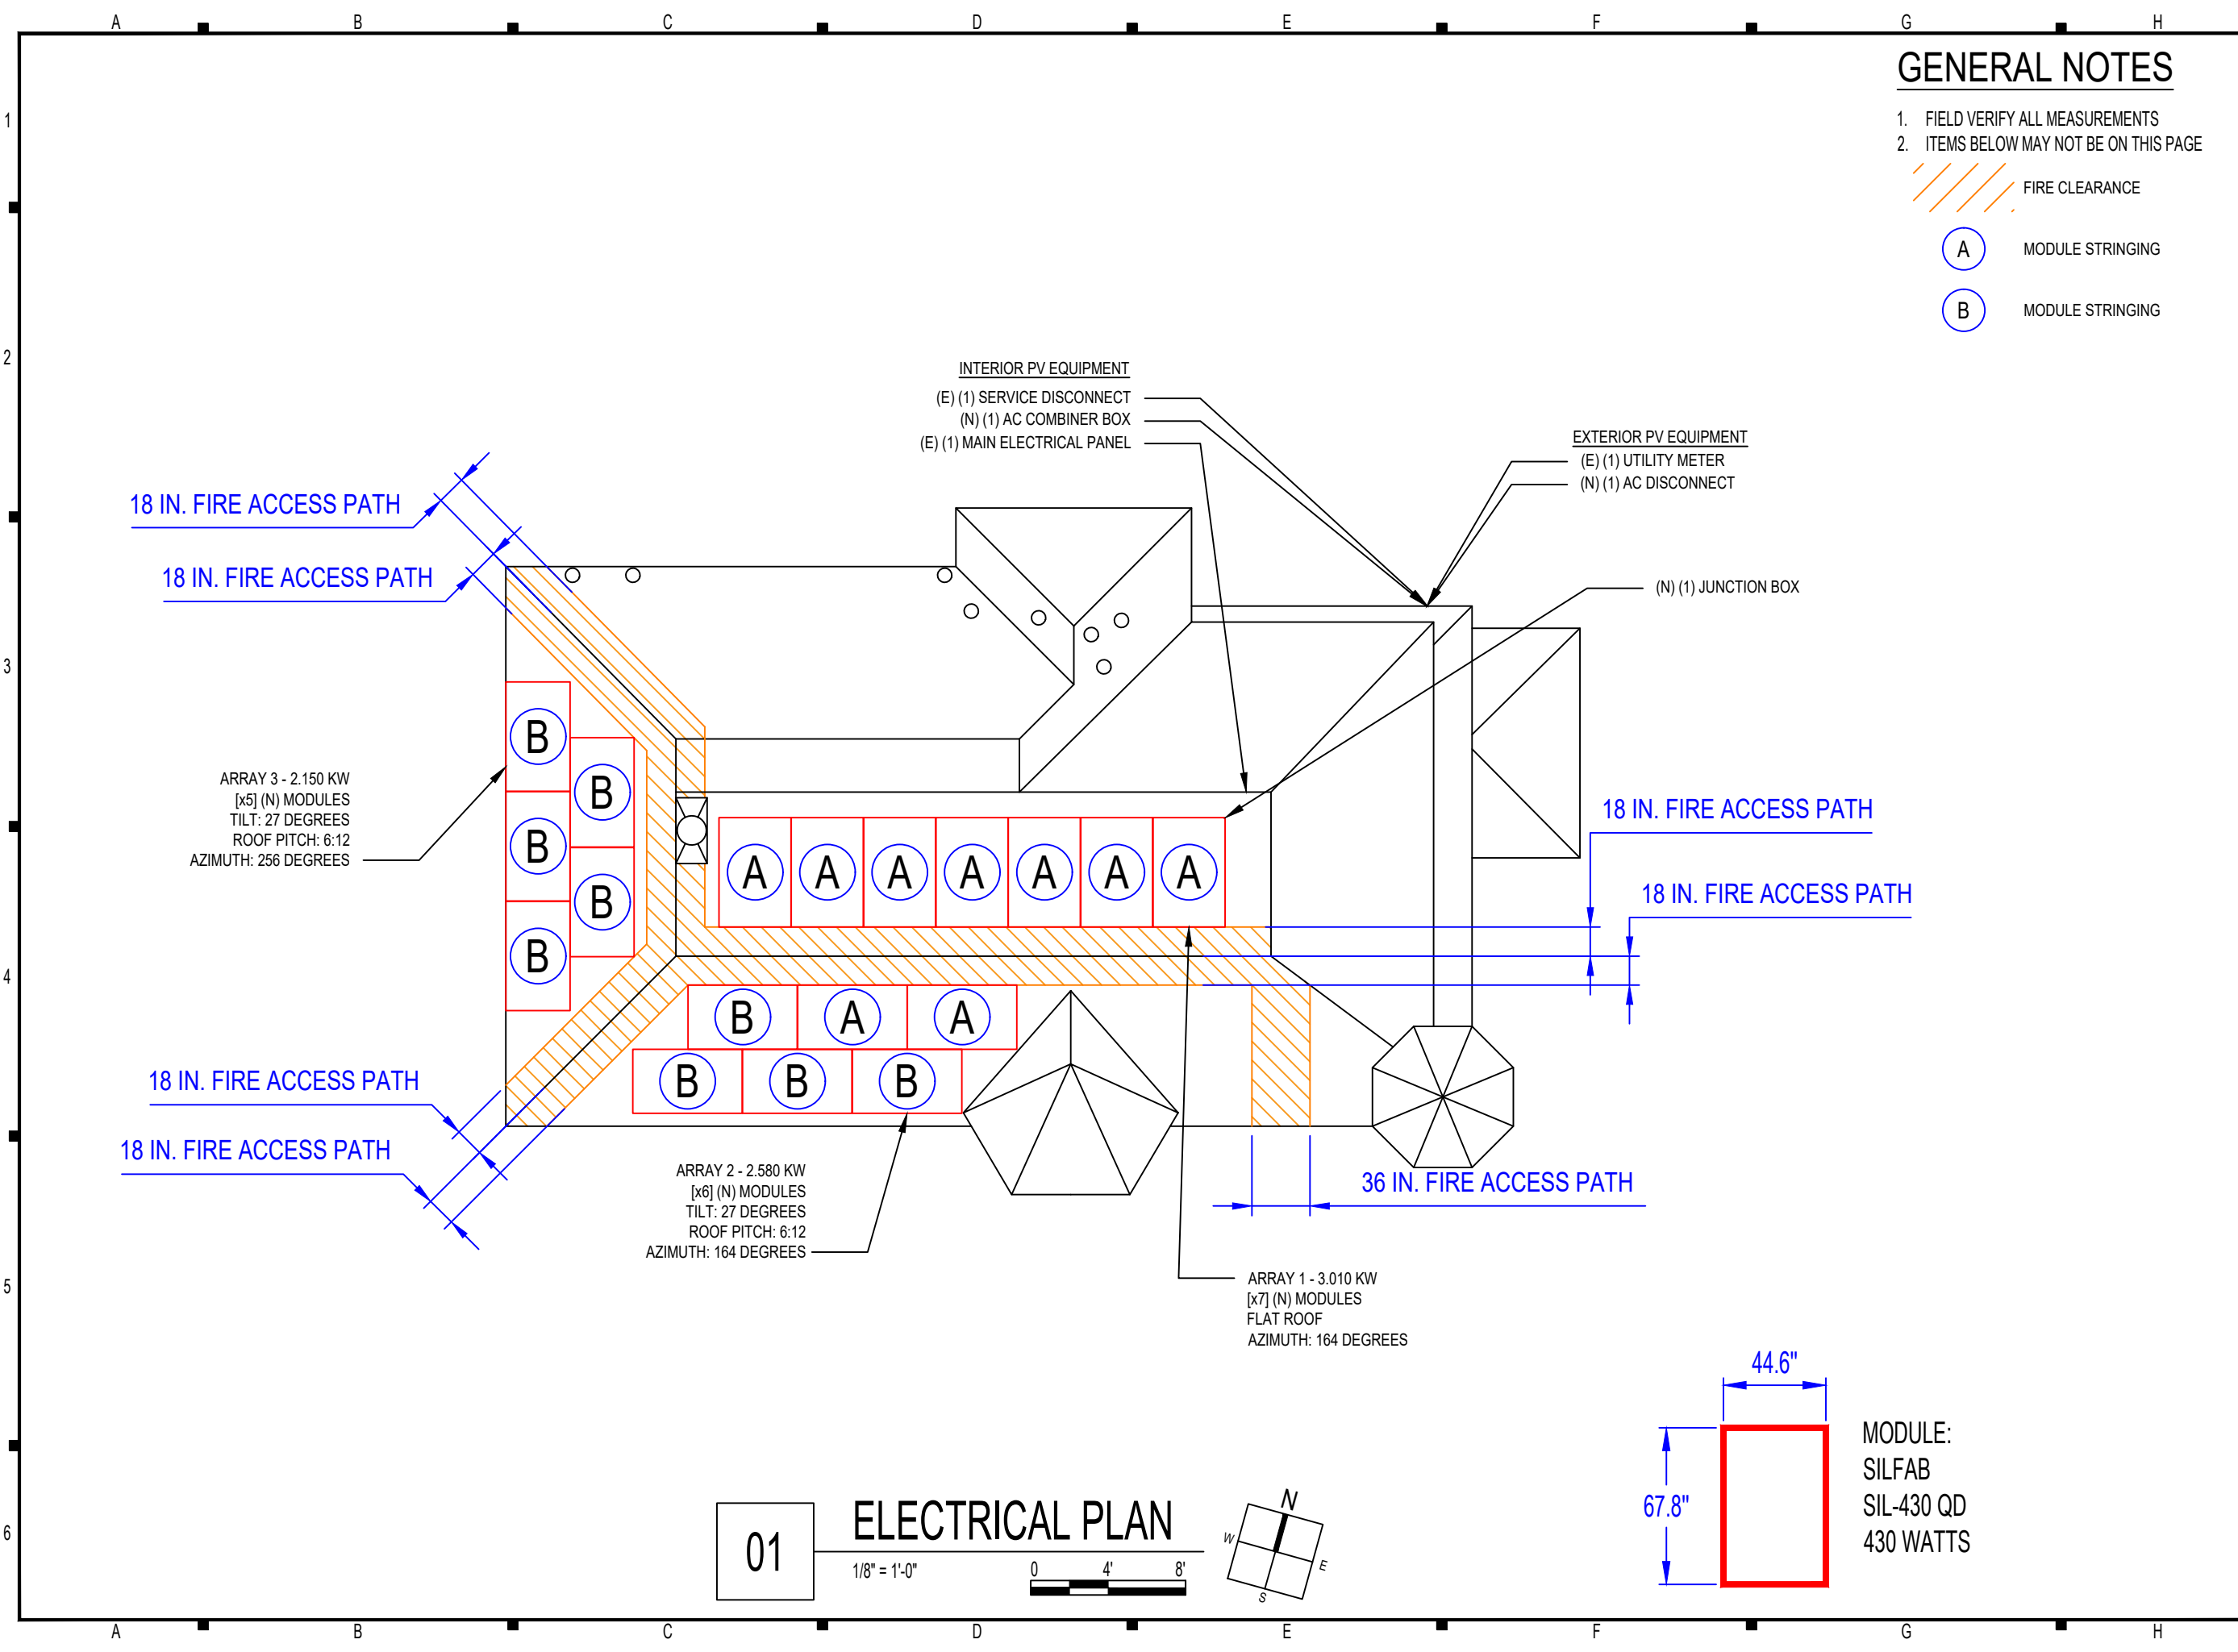 A B C D E F G H
GENERAL NOTES
1. FIELD VERIFY ALL MEASUREMENTS
2. ITEMS BELOW MAY NOT BE ON THIS PAGE
FIRE CLEARANCE
A MODULE STRINGING
B MODULE STRINGING
1
2
3
4
5
6
INTERIOR PV EQUIPMENT
(E) (1) SERVICE DISCONNECT
(N) (1) AC COMBINER BOX
(E) (1) MAIN ELECTRICAL PANEL
EXTERIOR PV EQUIPMENT
(E) (1) UTILITY METER
(N) (1) AC DISCONNECT
(N) (1) JUNCTION BOX
18 IN. FIRE ACCESS PATH
18 IN. FIRE ACCESS PATH
ARRAY 3 - 2.150 KW
[x5] (N) MODULES
TILT: 27 DEGREES
ROOF PITCH: 6:12
AZIMUTH: 256 DEGREES
B
B
B
B
B
A A A A A A A
18 IN. FIRE ACCESS PATH
18 IN. FIRE ACCESS PATH
B A A
B B B
18 IN. FIRE ACCESS PATH
18 IN. FIRE ACCESS PATH
36 IN. FIRE ACCESS PATH
ARRAY 2 - 2.580 KW
[x6] (N) MODULES
TILT: 27 DEGREES
ROOF PITCH: 6:12
AZIMUTH: 164 DEGREES
ARRAY 1 - 3.010 KW
[x7] (N) MODULES
FLAT ROOF
AZIMUTH: 164 DEGREES
44.6"
67.8"
MODULE:
SILFAB
SIL-430 QD
430 WATTS
01
ELECTRICAL PLAN
1/8" = 1'-0"
0 4' 8'
N
W
E
S
A B C D E F G H